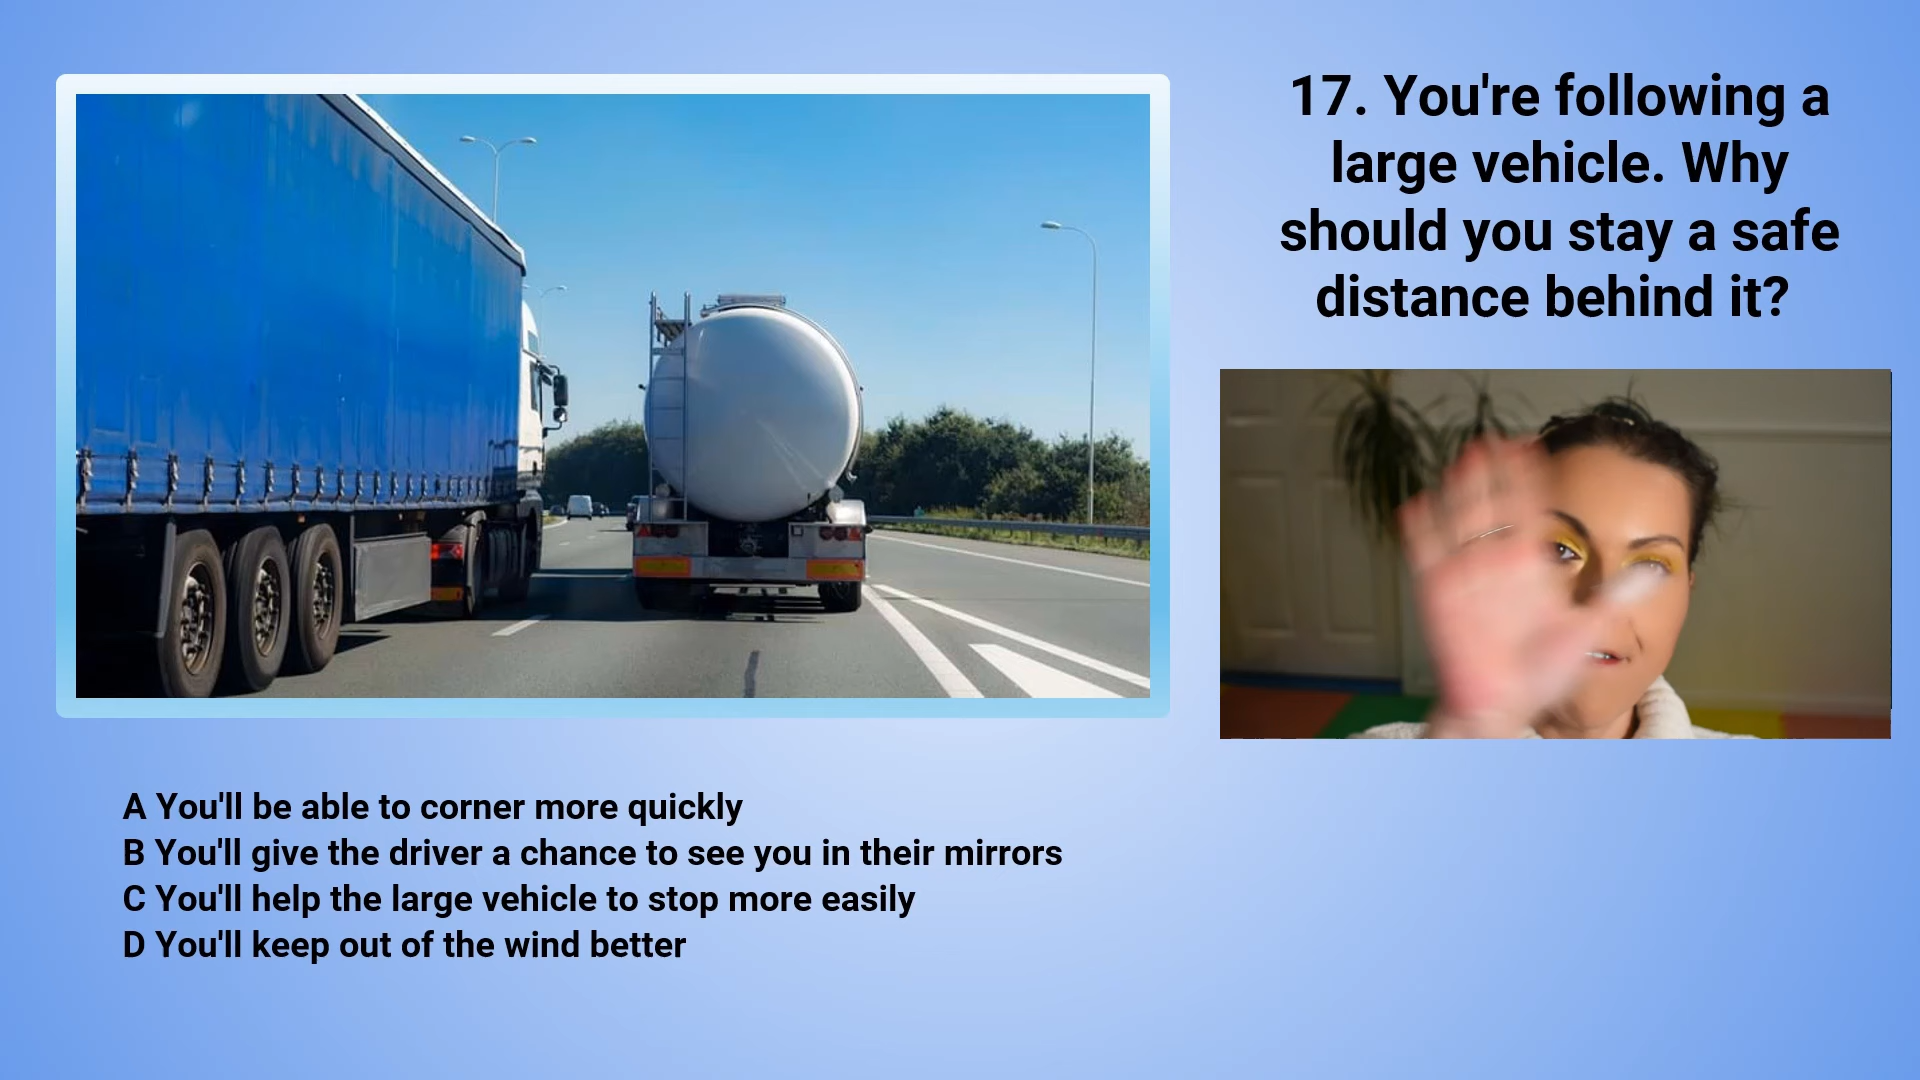 17. You're following a
large vehicle. Why
should you stay a safe
distance behind it?
A You'll be able to corner more quickly
B You'll give the driver a chance to see you in their mirrors
C You'll help the large vehicle to stop more easily
D You'll keep out of the wind better